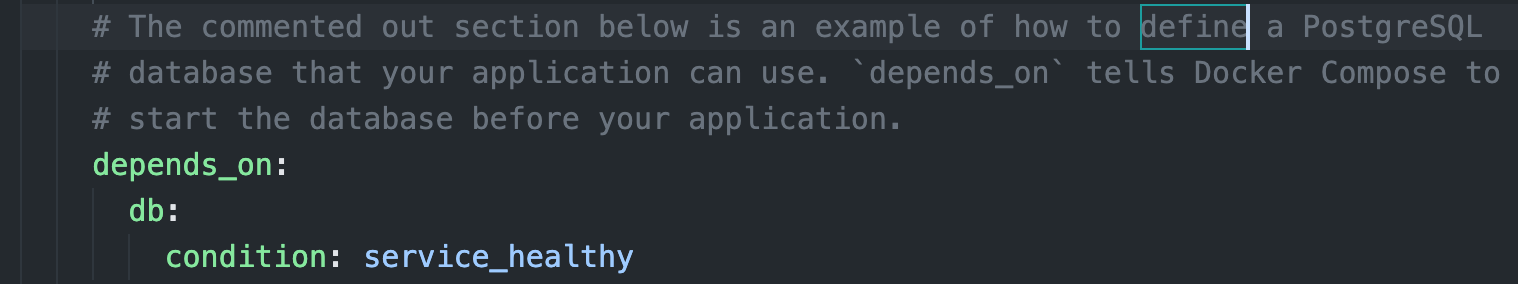 # The commented out section below is an example of how to define a PostgreSQL
# database that your application can use. `depends_on` tells Docker Compose to
# start the database before your application.
depends_on:
db:
condition: service_healthy